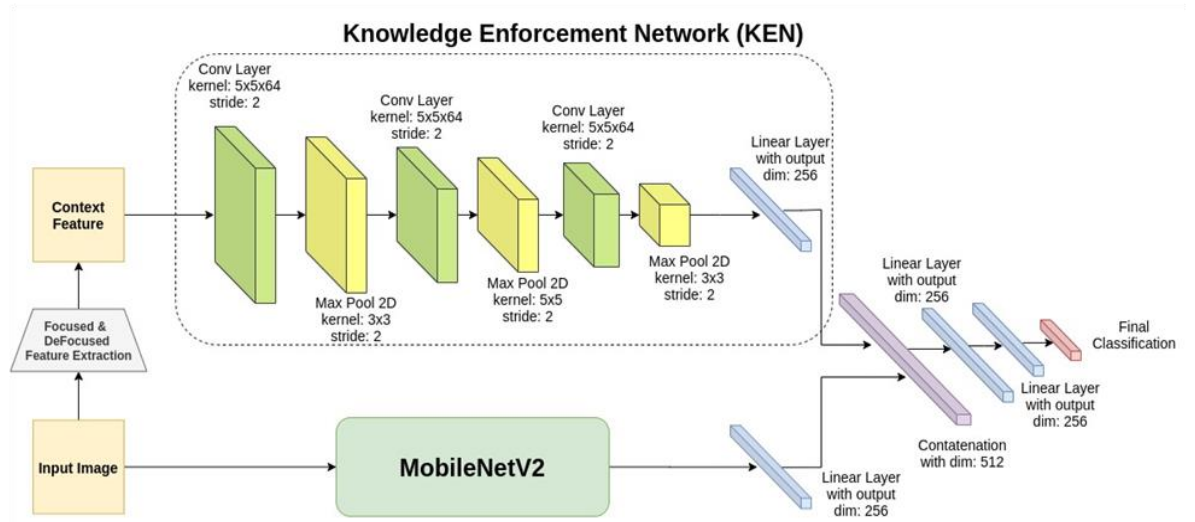 Knowledge Enforcement Network (KEN)
Conv Layer
kernel: 5x5x64
stride: 2
Conv Layer
kernel: 5x5x64
stride: 2
Conv Layer
kernel: 5x5x64
stride: 2
Linear Layer
with output
dim: 256
Context
Feature
Max Pool 2D
kernel: 3x3
stride: 2
Max Pool 2D
kernel: 5x5
stride: 2
Max Pool 2D
kernel: 3x3
stride: 2
Focused &
DeFocused
Feature Extraction
Linear Layer
with output
dim: 256
Final
Classification
Linear Layer
with output
dim: 256
Contatenation
with dim: 512
Input Image
MobileNetV2
Linear Layer
with output
dim: 256